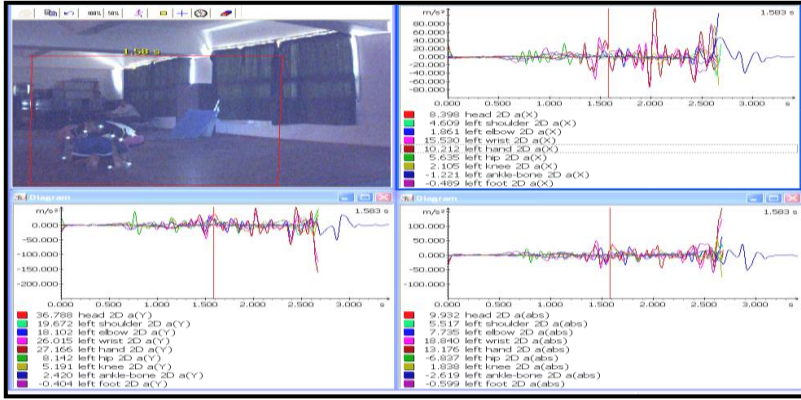 100% 50%
1.58 s
m/s² 1.583 s
80.000
60.000
40.000
20.000
0.000
-20.000
-40.000
-60.000
-80.000
0.000 0.500 1.000 1.500 2.000 2.500 3.000 s
8.398 head 2D a(X)
4.609 left shoulder 2D a(X)
1.861 left elbow 2D a(X)
15.530 left wrist 2D a(X)
10.212 left hand 2D a(X)
5.635 left hip 2D a(X)
2.105 left knee 2D a(X)
-1.221 left ankle-bone 2D a(X)
-0.489 left foot 2D a(X)
Diagram
m/s² 1.583 s
50.000
0.000
-50.000
-100.000
-150.000
-200.000
0.000 0.500 1.000 1.500 2.000 2.500 3.000 s
36.788 head 2D a(Y)
19.672 left shoulder 2D a(Y)
18.102 left elbow 2D a(Y)
26.015 left wrist 2D a(Y)
27.166 left hand 2D a(Y)
8.142 left hip 2D a(Y)
5.191 left knee 2D a(Y)
2.420 left ankle-bone 2D a(Y)
-0.404 left foot 2D a(Y)
Diagram
m/s² 1.583 s
100.000
50.000
0.000
-50.000
-100.000
0.000 0.500 1.000 1.500 2.000 2.500 3.000 s
9.932 head 2D a(abs)
5.517 left shoulder 2D a(abs)
7.735 left elbow 2D a(abs)
18.840 left wrist 2D a(abs)
13.176 left hand 2D a(abs)
-6.837 left hip 2D a(abs)
1.838 left knee 2D a(abs)
-2.619 left ankle-bone 2D a(abs)
-0.599 left foot 2D a(abs)